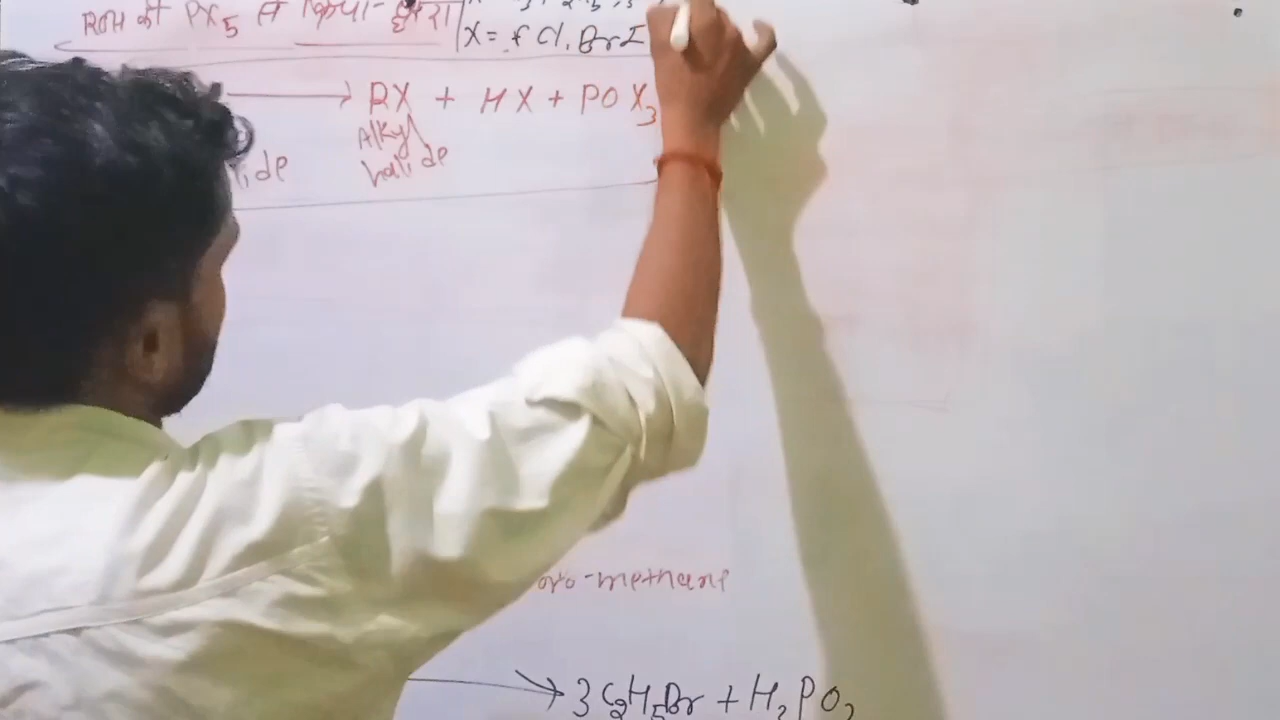 ROH की PX5 से क्रिया द्वारा
X = F Cl, Br I
→ RX + HX + POX3
Alkyl
halide
ide
oro-methane
→ 3C2H5Br + H3PO3